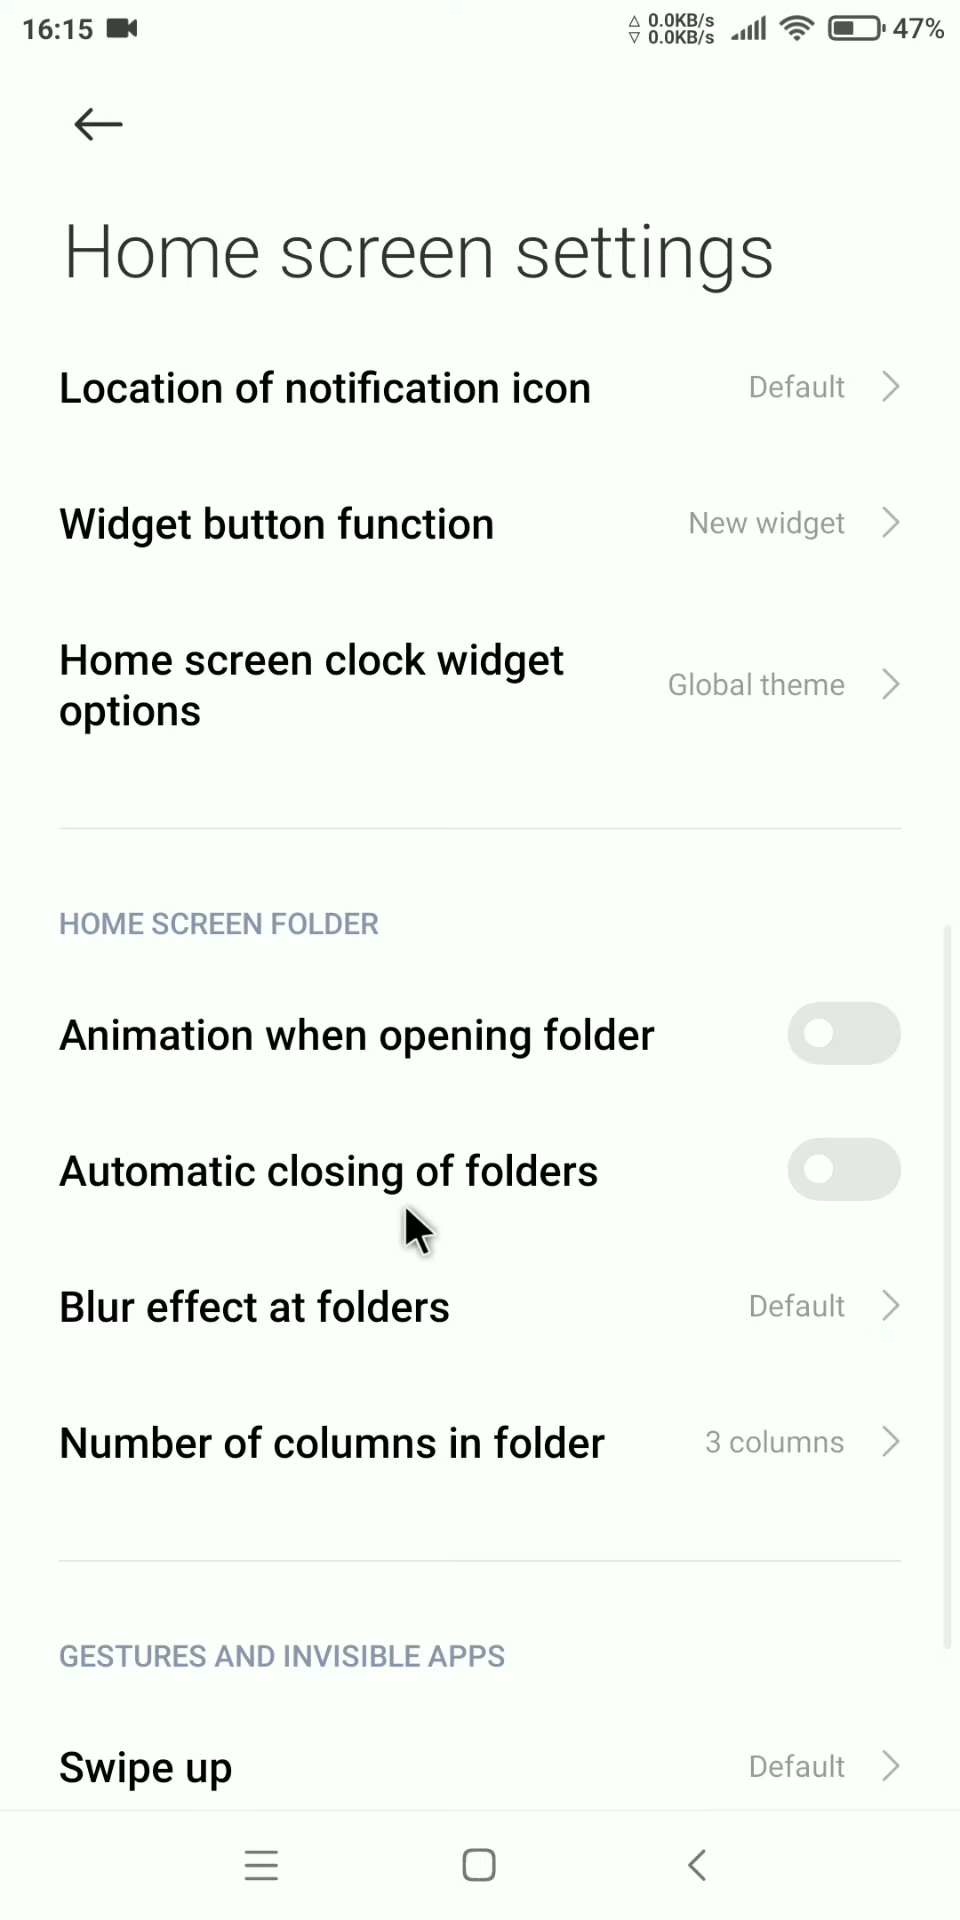 16:15
0.0KB/s
0.0KB/s
47%
Home screen settings
Location of notification icon
Default
Widget button function
New widget
Home screen clock widget
options
Global theme
HOME SCREEN FOLDER
Animation when opening folder
Automatic closing of folders
Blur effect at folders
Default
Number of columns in folder
3 columns
GESTURES AND INVISIBLE APPS
Swipe up
Default